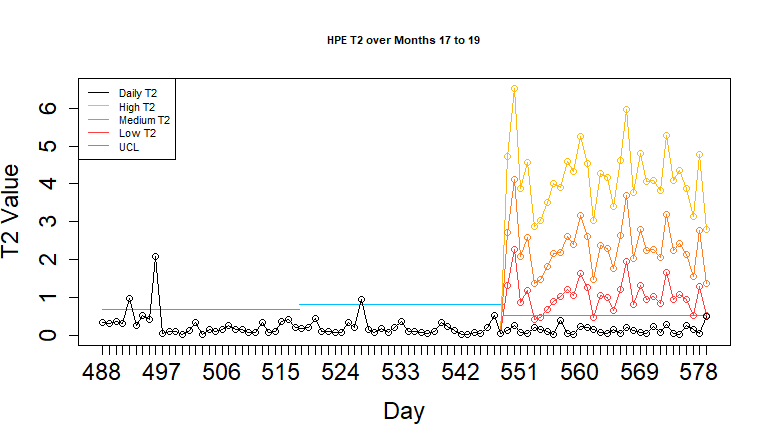 HPE T2 over Months 17 to 19
Daily T2
High T2
Medium T2
Low T2
UCL
T2 Value
6
5
4
3
2
1
0
488 497 506 515 524 533 542 551 560 569 578
Day